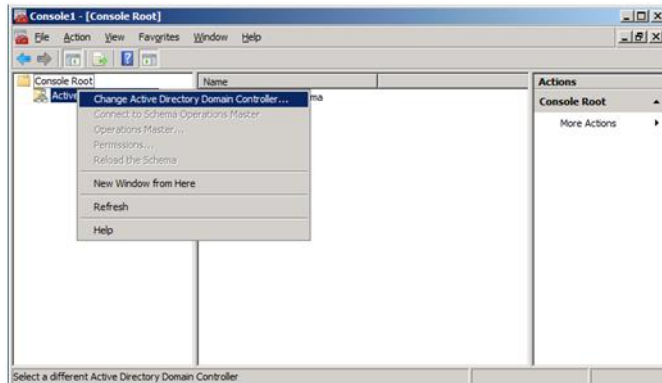 Console1 - [Console Root]
File Action View Favorites Window Help
Console Root
Name
Actions
Active
ma
Console Root
More Actions
Change Active Directory Domain Controller...
Connect to Schema Operations Master
Operations Master...
Permissions...
Reload the Schema
New Window from Here
Refresh
Help
Select a different Active Directory Domain Controller